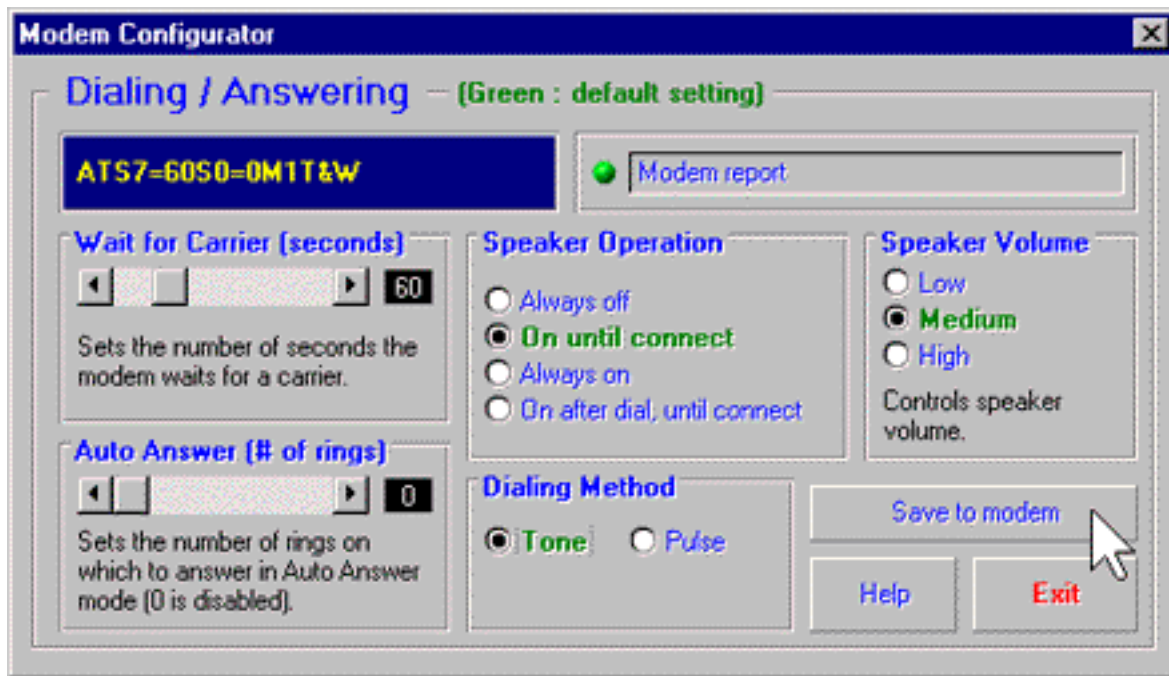 Modem Configurator
Dialing / Answering (Green : default setting)
ATS7=60S0=0M1T&W
Modem report
Wait for Carrier (seconds)
60
Sets the number of seconds the
modem waits for a carrier.
Speaker Operation
Always off
On until connect
Always on
On after dial, until connect
Speaker Volume
Low
Medium
High
Controls speaker
volume.
Auto Answer (# of rings)
0
Sets the number of rings on
which to answer in Auto Answer
mode (0 is disabled).
Dialing Method
Tone Pulse
Save to modem
Help Exit